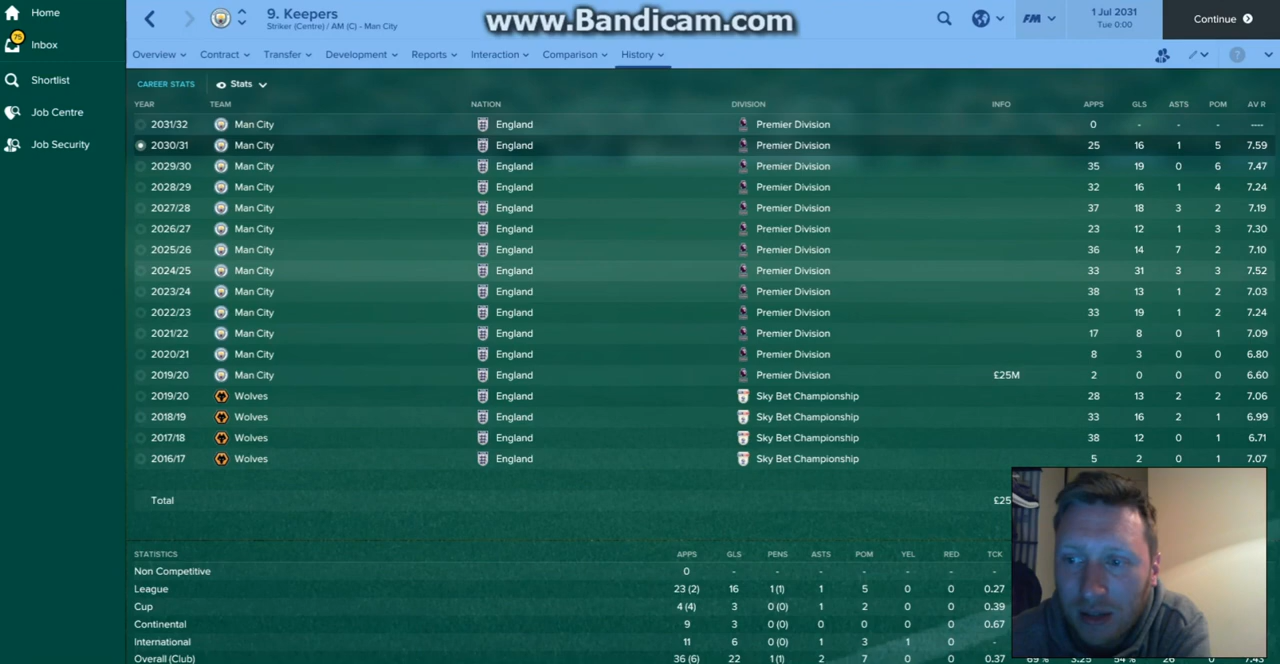 Home
9. Keepers
Striker (Centre) / AM (C) - Man City
www.Bandicam.com
FM
1 Jul 2031
Tue 0:00
Continue
75
Inbox
Overview Contract Transfer Development Reports Interaction Comparison History
?
Shortlist
Job Centre
Job Security
CAREER STATS Stats
YEAR TEAM NATION DIVISION INFO APPS GLS ASTS POM AV R
2031/32 Man City England Premier Division 0 - - - ----
2030/31 Man City England Premier Division 25 16 1 5 7.59
2029/30 Man City England Premier Division 35 19 0 6 7.47
2028/29 Man City England Premier Division 32 16 1 4 7.24
2027/28 Man City England Premier Division 37 18 3 2 7.19
2026/27 Man City England Premier Division 23 12 1 3 7.30
2025/26 Man City England Premier Division 36 14 7 2 7.10
2024/25 Man City England Premier Division 33 31 3 3 7.52
2023/24 Man City England Premier Division 38 13 1 2 7.03
2022/23 Man City England Premier Division 33 19 1 2 7.24
2021/22 Man City England Premier Division 17 8 0 1 7.09
2020/21 Man City England Premier Division 8 3 0 0 6.80
2019/20 Man City England Premier Division £25M 2 0 0 0 6.60
2019/20 Wolves England Sky Bet Championship 28 13 2 2 7.06
2018/19 Wolves England Sky Bet Championship 33 16 2 1 6.99
2017/18 Wolves England Sky Bet Championship 38 12 0 1 6.71
2016/17 Wolves England Sky Bet Championship 5 2 0 1 7.07
Total £25
STATISTICS APPS GLS PENS ASTS POM YEL RED TCK
Non Competitive 0 - - - - - - -
League 23 (2) 16 1 (1) 1 5 0 0 0.27
Cup 4 (4) 3 0 (0) 1 2 0 0 0.39
Continental 9 3 0 (0) 0 0 0 0 0.67
International 11 6 0 (0) 1 3 1 0 -
Overall (Club) 36 (6) 22 1 (1) 2 7 0 0 0.37